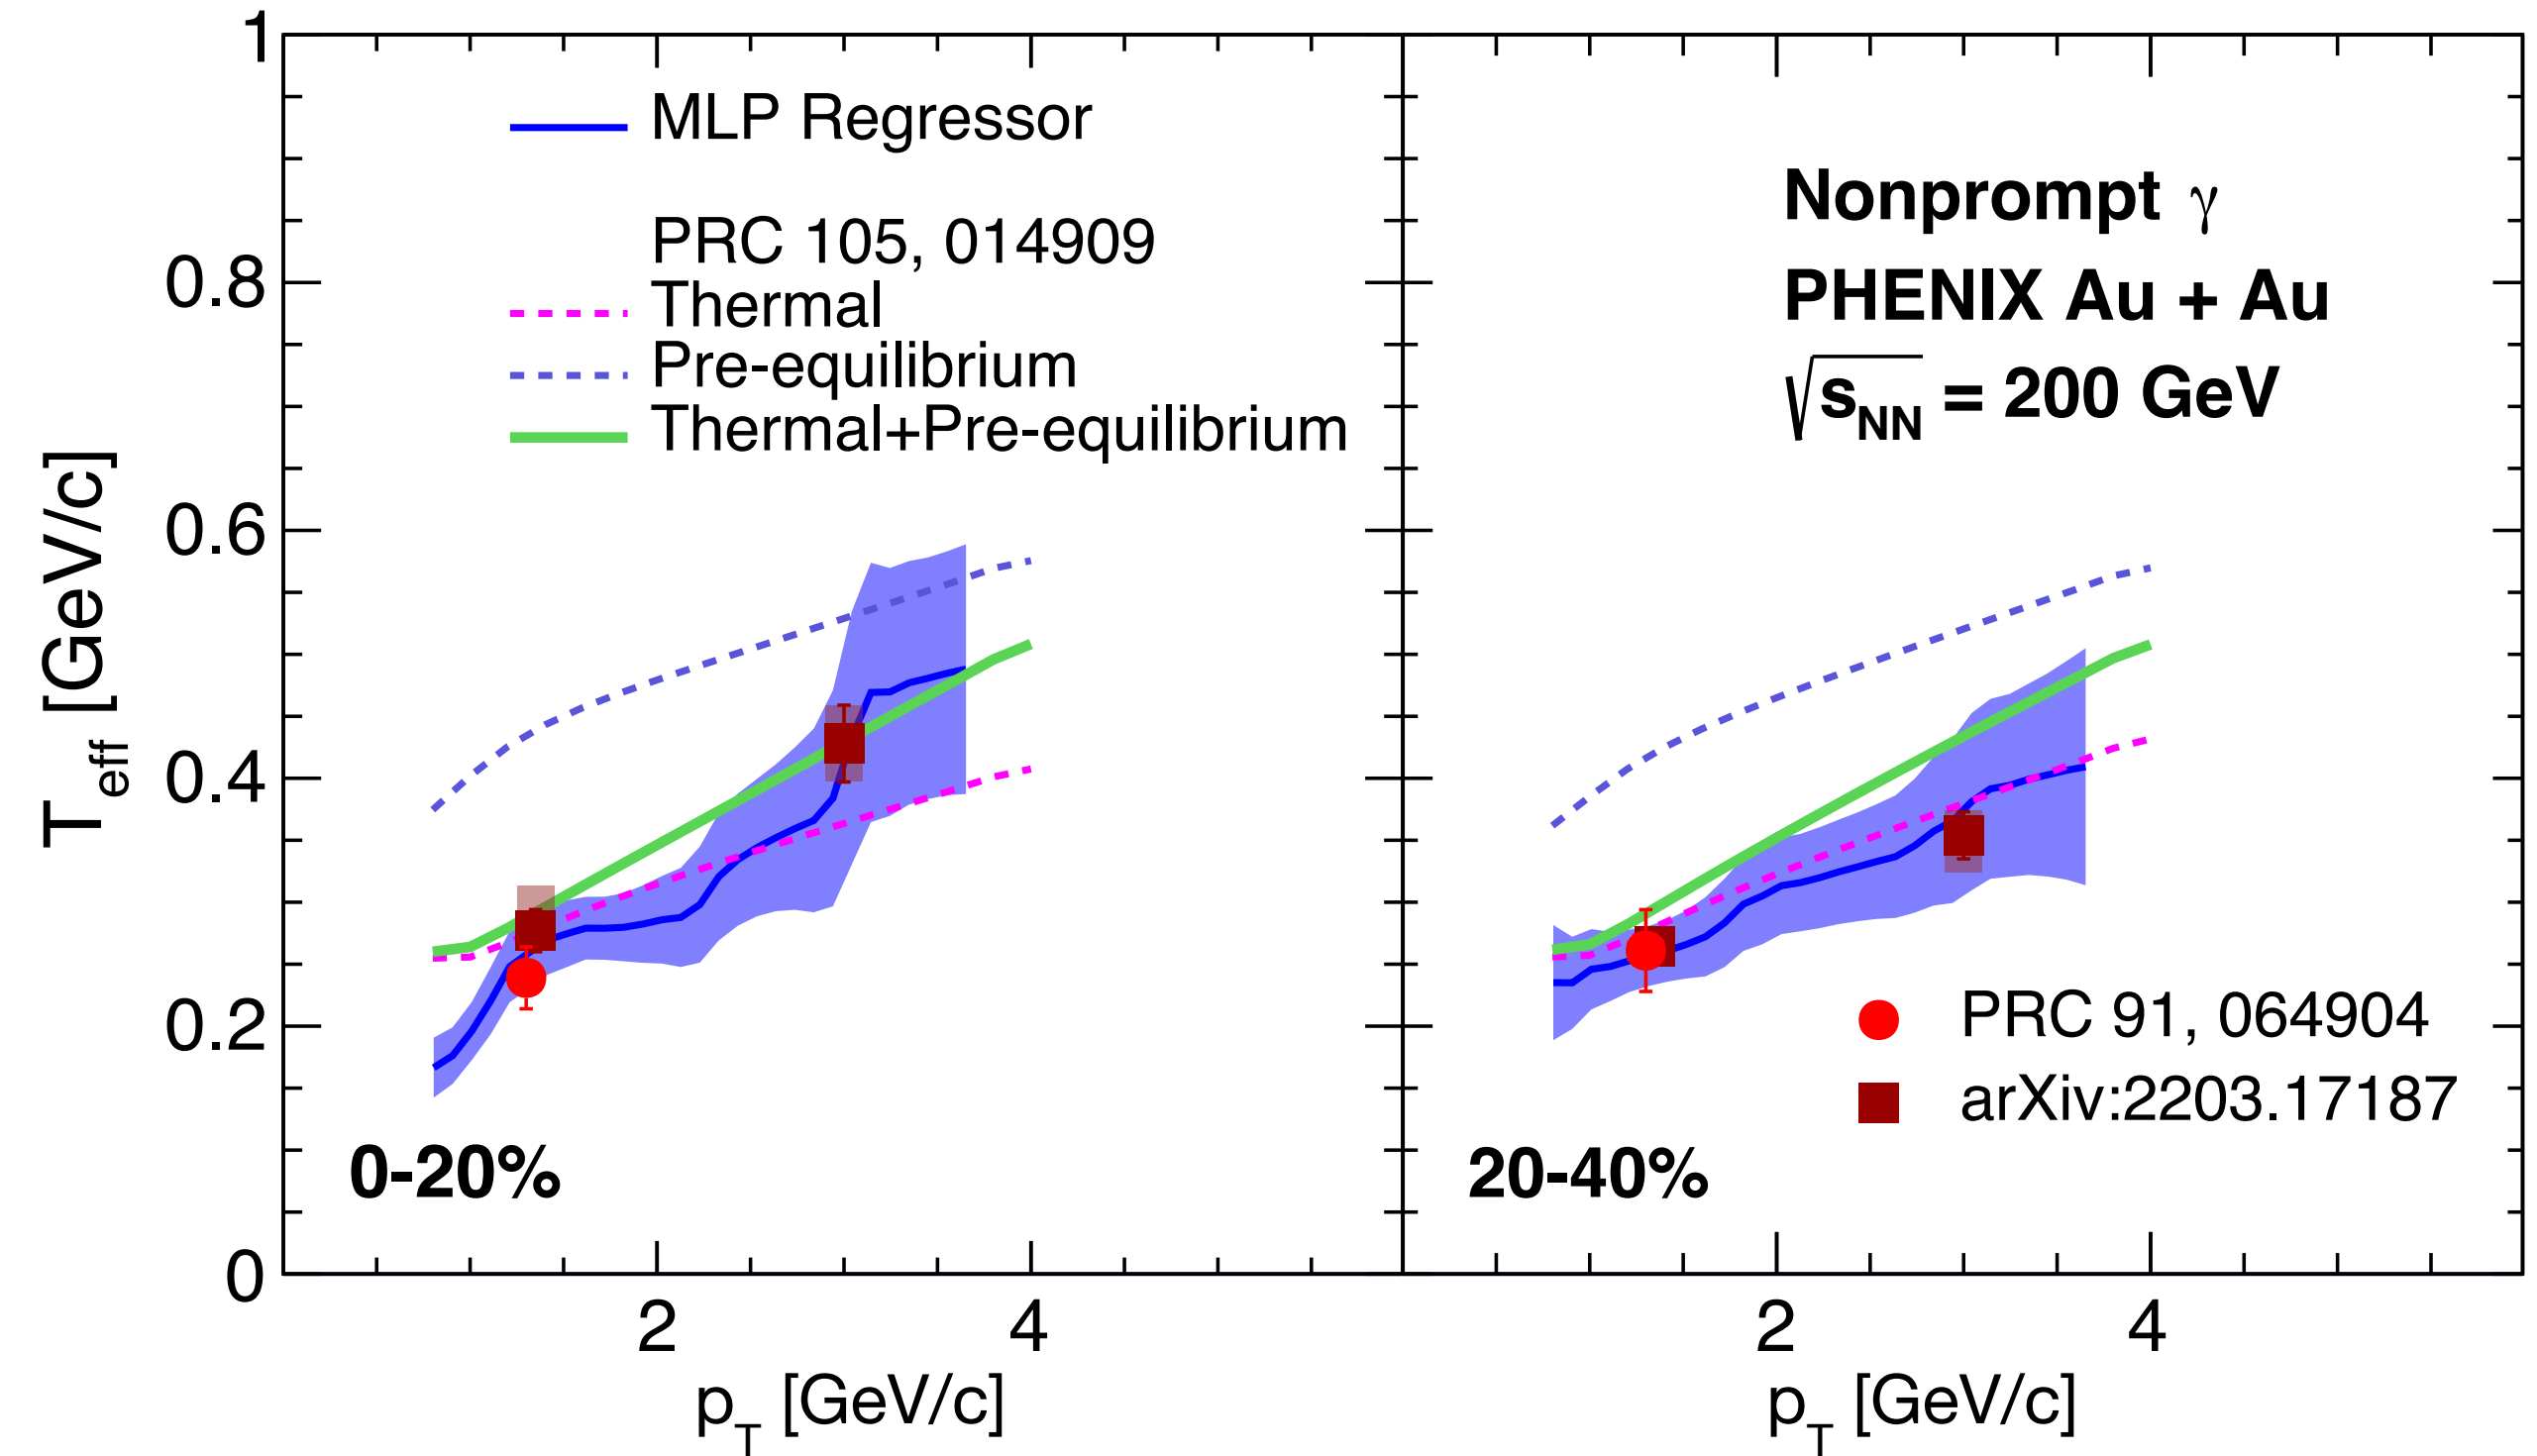 1
0.8
0.6
0.4
0.2
0
T_eff [GeV/c]
MLP Regressor
PRC 105, 014909
Thermal
Pre-equilibrium
Thermal+Pre-equilibrium
0-20%
2 4
p_T [GeV/c]
Nonprompt γ
PHENIX Au + Au
√s_NN = 200 GeV
PRC 91, 064904
arXiv:2203.17187
20-40%
2 4
p_T [GeV/c]